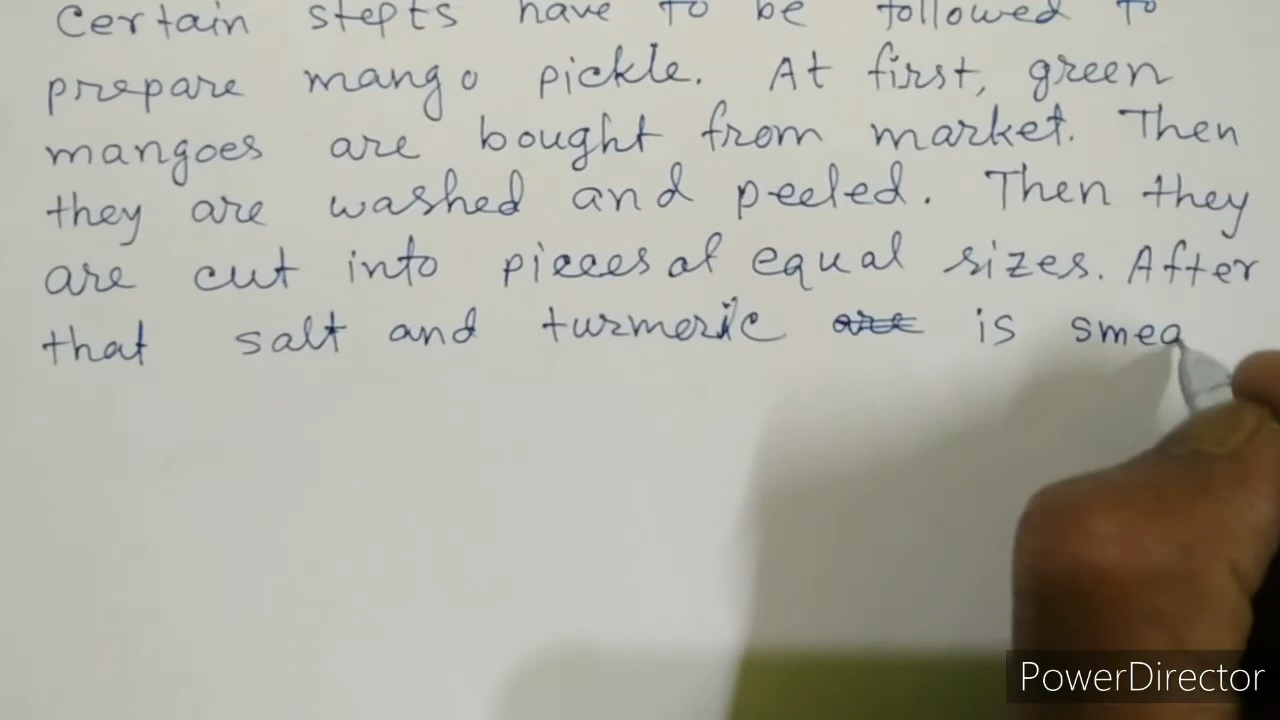 Certain stepts have to be followed to
prepare mango pickle. At first, green
mangoes are bought from market. Then
they are washed and peeled. Then they
are cut into pieces of equal sizes. After
that salt and turmeric are is smea
PowerDirector